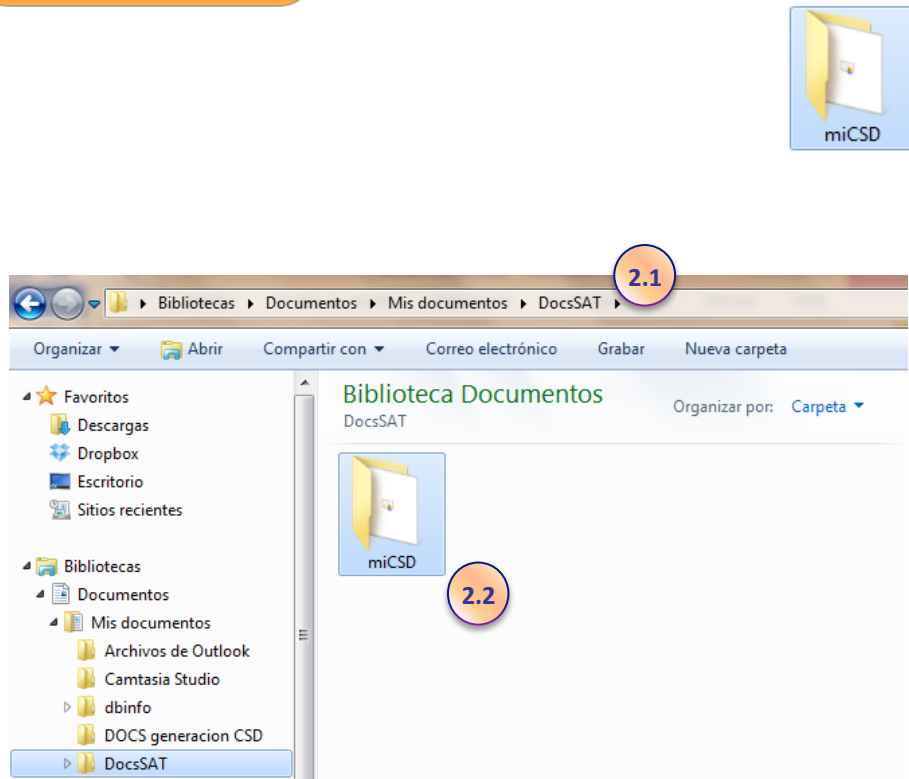 miCSD
2.1
Bibliotecas Documentos Mis documentos DocsSAT
Organizar Abrir Compartir con Correo electrónico Grabar Nueva carpeta
Favoritos
Descargas
Dropbox
Escritorio
Sitios recientes
Bibliotecas
Documentos
Mis documentos
Archivos de Outlook
Camtasia Studio
dbinfo
DOCS generacion CSD
DocsSAT
Biblioteca Documentos
DocsSAT
Organizar por: Carpeta
miCSD
2.2